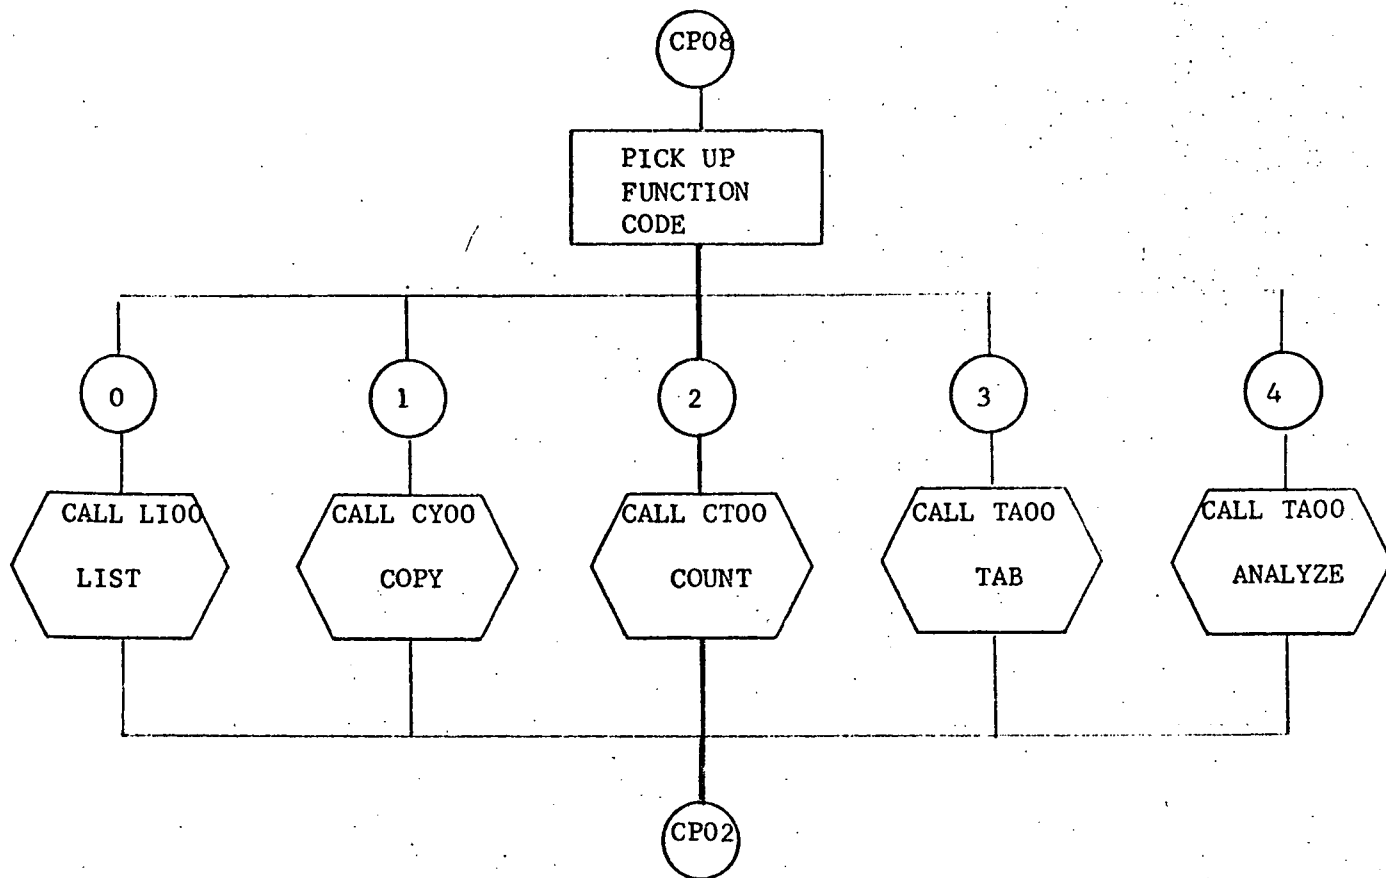 CP08
PICK UP
FUNCTION
CODE
0
1
2
3
4
CALL LI00
LIST
CALL CY00
COPY
CALL CT00
COUNT
CALL TA00
TAB
CALL TA00
ANALYZE
CP02